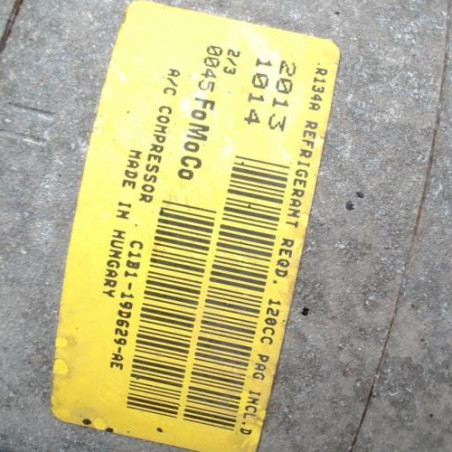 R134A REFRIGERANT REQD. 120CC PAG INCL.D
2013
1014
2/3
0045 FoMoCo
A/C COMPRESSOR
C1B1-19D629-AE
MADE IN HUNGARY